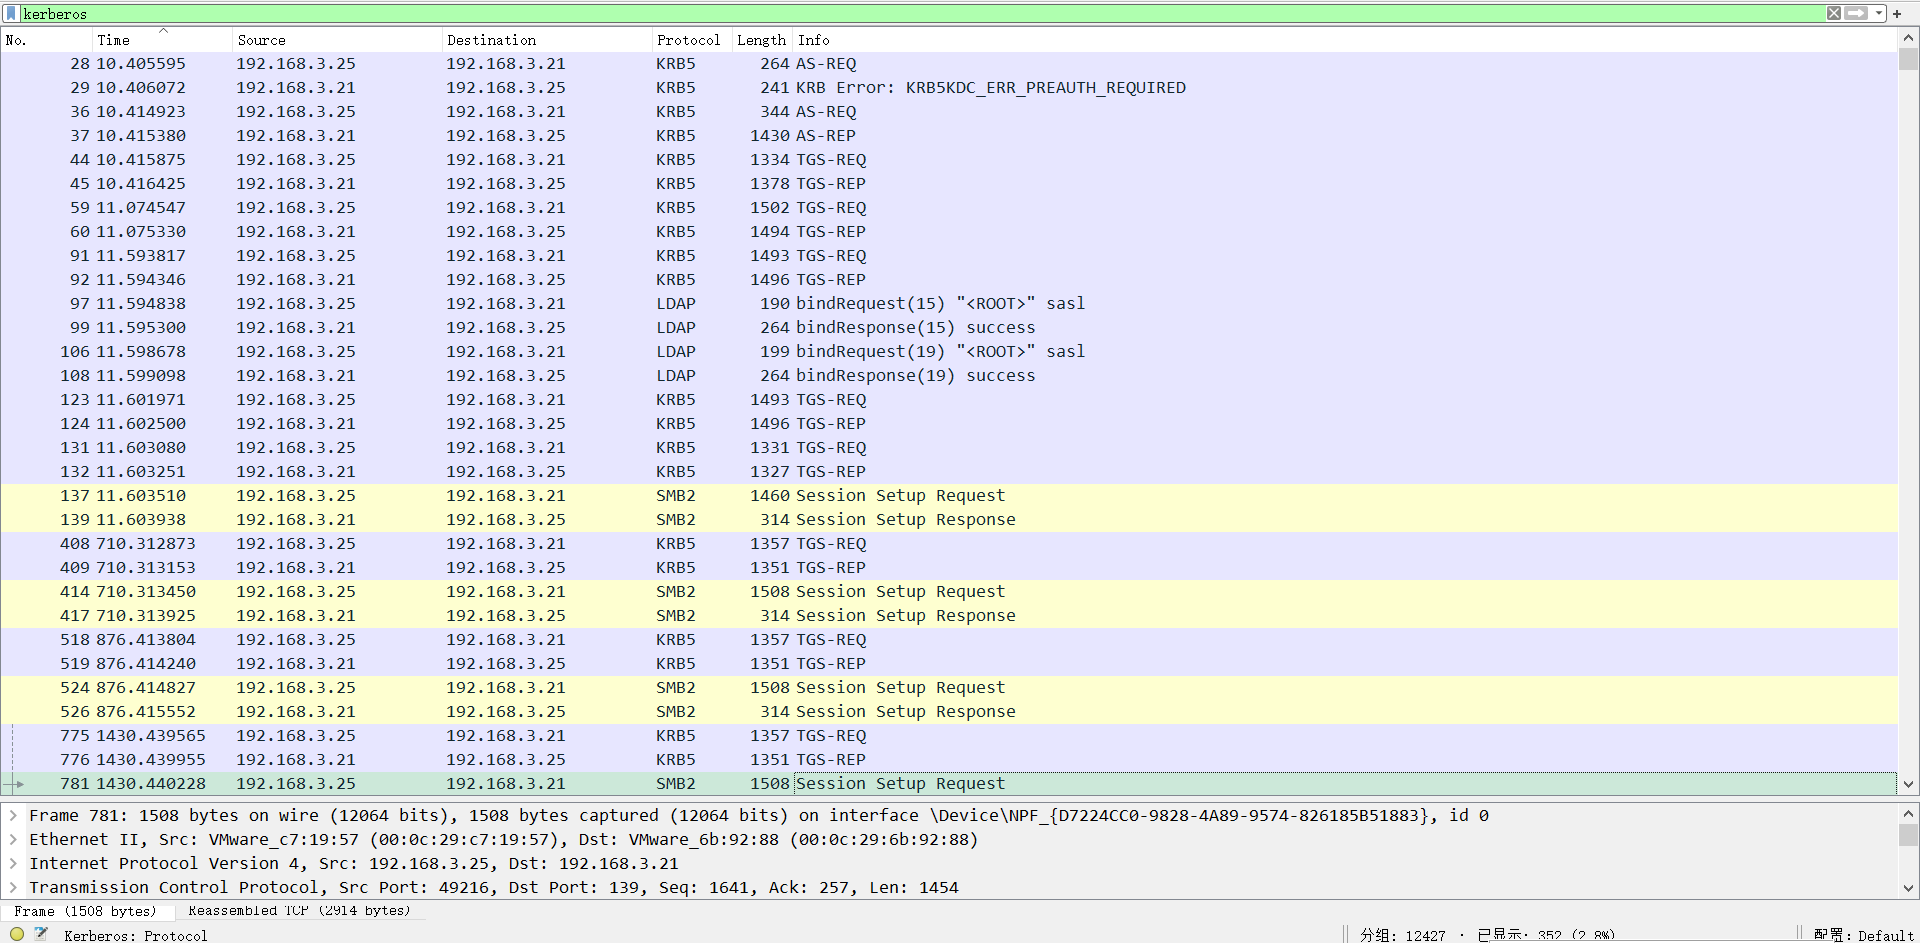 kerberos
No. Time Source Destination Protocol Length Info
28 10.405595 192.168.3.25 192.168.3.21 KRB5 264 AS-REQ
29 10.406072 192.168.3.21 192.168.3.25 KRB5 241 KRB Error: KRB5KDC_ERR_PREAUTH_REQUIRED
36 10.414923 192.168.3.25 192.168.3.21 KRB5 344 AS-REQ
37 10.415380 192.168.3.21 192.168.3.25 KRB5 1430 AS-REP
44 10.415875 192.168.3.25 192.168.3.21 KRB5 1334 TGS-REQ
45 10.416425 192.168.3.21 192.168.3.25 KRB5 1378 TGS-REP
59 11.074547 192.168.3.25 192.168.3.21 KRB5 1502 TGS-REQ
60 11.075330 192.168.3.21 192.168.3.25 KRB5 1494 TGS-REP
91 11.593817 192.168.3.25 192.168.3.21 KRB5 1493 TGS-REQ
92 11.594346 192.168.3.21 192.168.3.25 KRB5 1496 TGS-REP
97 11.594838 192.168.3.25 192.168.3.21 LDAP 190 bindRequest(15) "<ROOT>" sasl
99 11.595300 192.168.3.21 192.168.3.25 LDAP 264 bindResponse(15) success
106 11.598678 192.168.3.25 192.168.3.21 LDAP 199 bindRequest(19) "<ROOT>" sasl
108 11.599098 192.168.3.21 192.168.3.25 LDAP 264 bindResponse(19) success
123 11.601971 192.168.3.25 192.168.3.21 KRB5 1493 TGS-REQ
124 11.602500 192.168.3.21 192.168.3.25 KRB5 1496 TGS-REP
131 11.603080 192.168.3.25 192.168.3.21 KRB5 1331 TGS-REQ
132 11.603251 192.168.3.21 192.168.3.25 KRB5 1327 TGS-REP
137 11.603510 192.168.3.25 192.168.3.21 SMB2 1460 Session Setup Request
139 11.603938 192.168.3.21 192.168.3.25 SMB2 314 Session Setup Response
408 710.312873 192.168.3.25 192.168.3.21 KRB5 1357 TGS-REQ
409 710.313153 192.168.3.21 192.168.3.25 KRB5 1351 TGS-REP
414 710.313450 192.168.3.25 192.168.3.21 SMB2 1508 Session Setup Request
417 710.313925 192.168.3.21 192.168.3.25 SMB2 314 Session Setup Response
518 876.413804 192.168.3.25 192.168.3.21 KRB5 1357 TGS-REQ
519 876.414240 192.168.3.21 192.168.3.25 KRB5 1351 TGS-REP
524 876.414827 192.168.3.25 192.168.3.21 SMB2 1508 Session Setup Request
526 876.415552 192.168.3.21 192.168.3.25 SMB2 314 Session Setup Response
775 1430.439565 192.168.3.25 192.168.3.21 KRB5 1357 TGS-REQ
776 1430.439955 192.168.3.21 192.168.3.25 KRB5 1351 TGS-REP
781 1430.440228 192.168.3.25 192.168.3.21 SMB2 1508 Session Setup Request
Frame 781: 1508 bytes on wire (12064 bits), 1508 bytes captured (12064 bits) on interface \Device\NPF_{D7224CC0-9828-4A89-9574-826185B51883}, id 0
Ethernet II, Src: VMware_c7:19:57 (00:0c:29:c7:19:57), Dst: VMware_6b:92:88 (00:0c:29:6b:92:88)
Internet Protocol Version 4, Src: 192.168.3.25, Dst: 192.168.3.21
Transmission Control Protocol, Src Port: 49216, Dst Port: 139, Seq: 1641, Ack: 257, Len: 1454
Frame (1508 bytes) Reassembled TCP (2914 bytes)
Kerberos: Protocol 分组: 12427 · 已显示: 352 (2.8%) 配置: Default